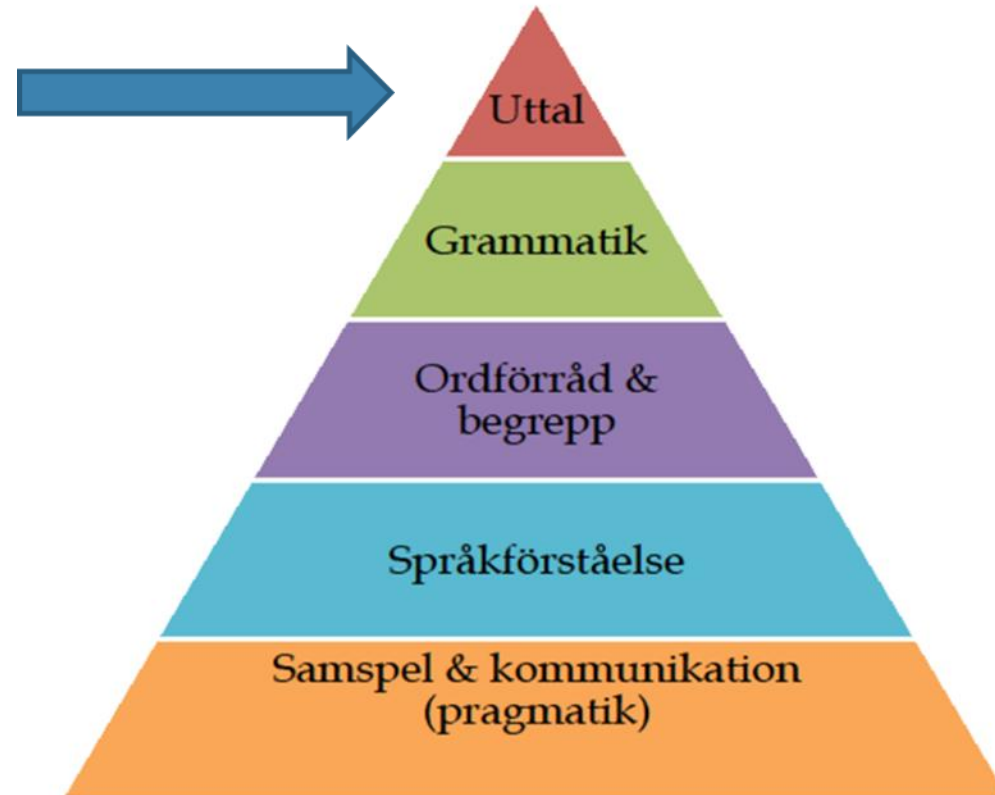 Uttal
Grammatik
Ordförråd &
begrepp
Språkförståelse
Samspel & kommunikation
(pragmatik)